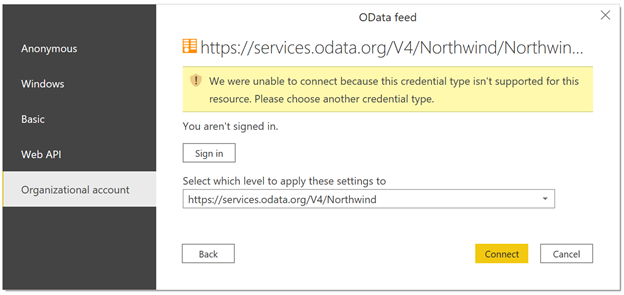 OData feed
Anonymous
Windows
Basic
Web API
Organizational account
https://services.odata.org/V4/Northwind/Northwin...
We were unable to connect because this credential type isn't supported for this
resource. Please choose another credential type.
You aren't signed in.
Sign in
Select which level to apply these settings to
https://services.odata.org/V4/Northwind
Back
Connect
Cancel